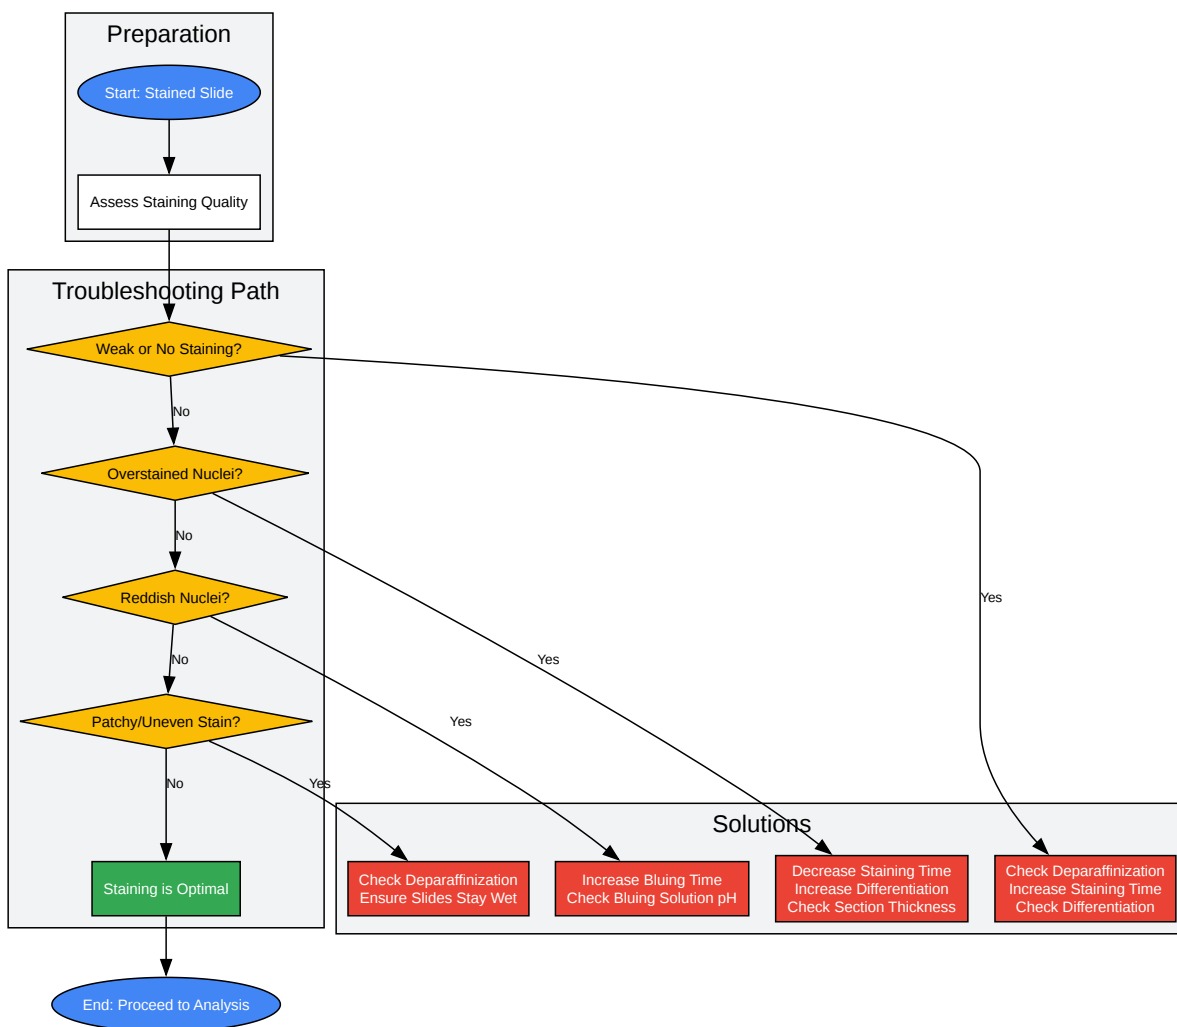 Preparation
Start: Stained Slide
Assess Staining Quality
Troubleshooting Path
Weak or No Staining?
No
Overstained Nuclei?
No
Reddish Nuclei?
Yes
No
Yes
Patchy/Uneven Stain?
Yes
No
Yes
Solutions
Check Deparaffinization
Ensure Slides Stay Wet
Increase Bluing Time
Check Bluing Solution pH
Decrease Staining Time
Increase Differentiation
Check Section Thickness
Check Deparaffinization
Increase Staining Time
Check Differentiation
Staining is Optimal
End: Proceed to Analysis